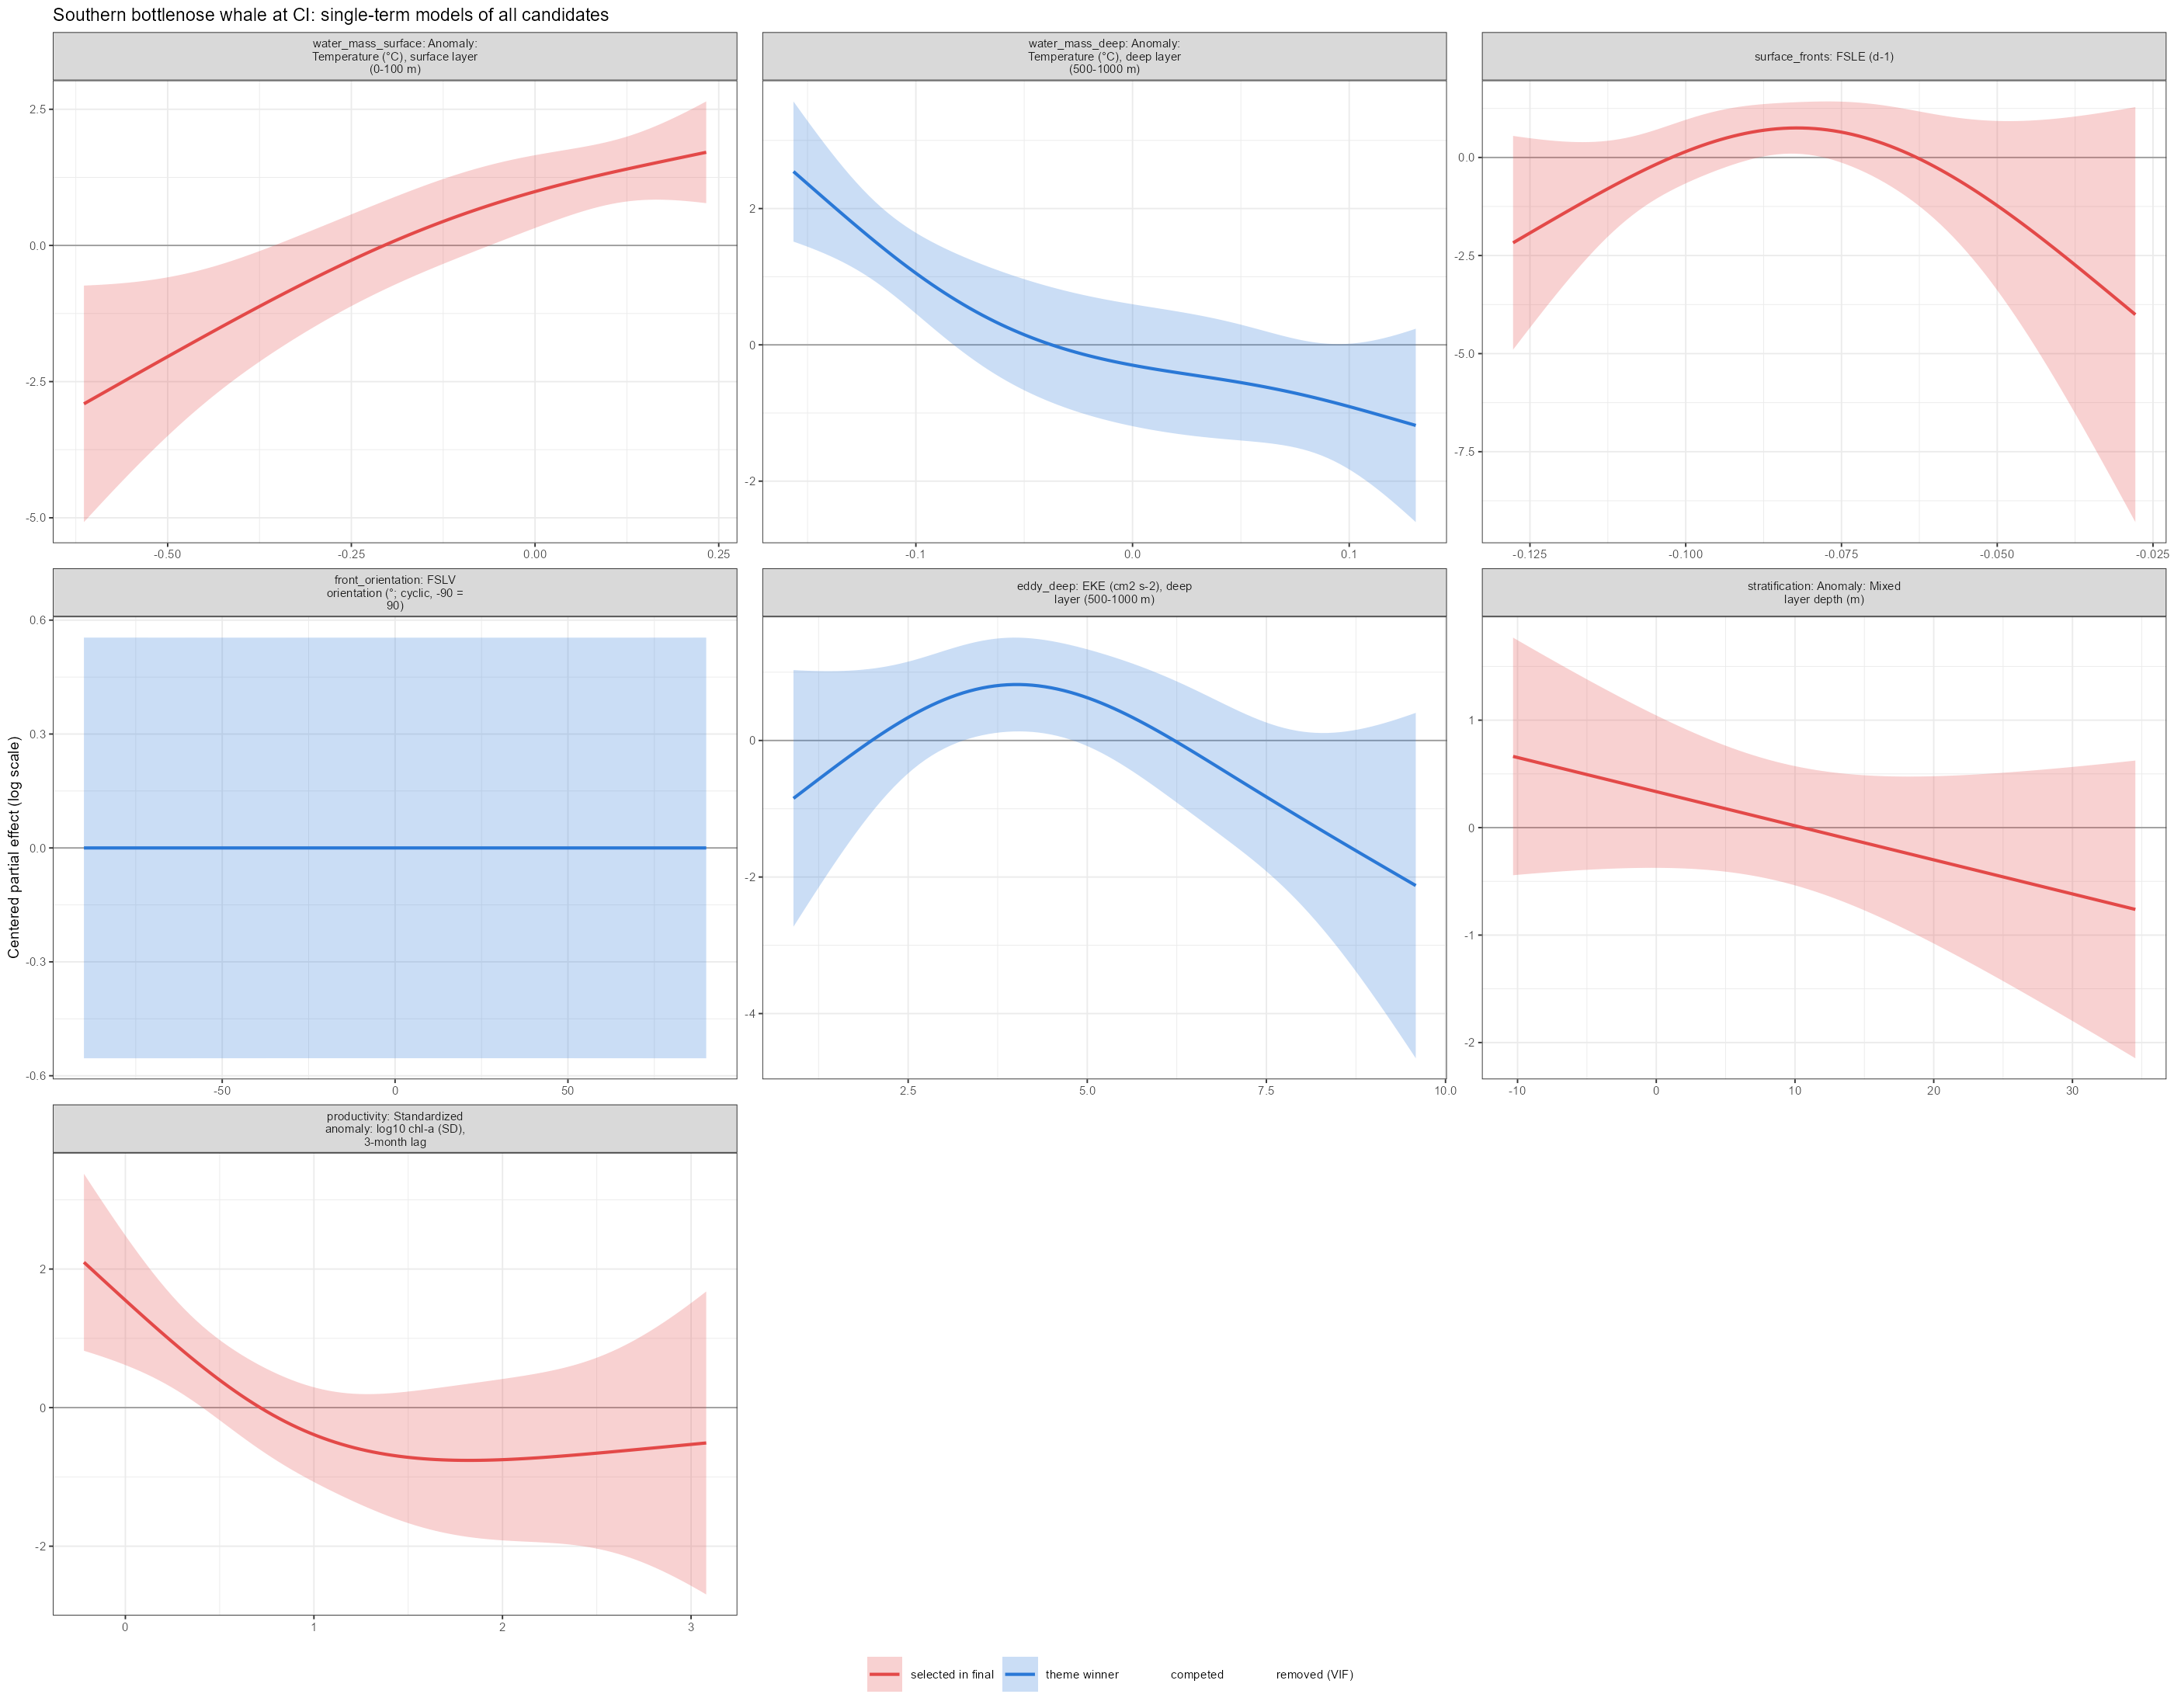 Southern bottlenose whale at CI: single-term models of all candidates
water_mass_surface: Anomaly:
Temperature (°C), surface layer
(0-100 m)
water_mass_deep: Anomaly:
Temperature (°C), deep layer
(500-1000 m)
surface_fronts: FSLE (d-1)
2.5
0.0
-2.5
-5.0
-0.50
-0.25
0.00
0.25
2
0
-2
-0.1
0.0
0.1
0.0
-2.5
-5.0
-7.5
-0.125
-0.100
-0.075
-0.050
-0.025
front_orientation: FSLV
orientation (°; cyclic, -90 =
90)
eddy_deep: EKE (cm2 s-2), deep
layer (500-1000 m)
stratification: Anomaly: Mixed
layer depth (m)
Centered partial effect (log scale)
0.6
0.3
0.0
-0.3
-0.6
-50
0
50
0
-2
-4
2.5
5.0
7.5
10.0
1
0
-1
-2
-10
0
10
20
30
productivity: Standardized
anomaly: log10 chl-a (SD),
3-month lag
2
0
-2
0
1
2
3
selected in final
theme winner
competed
removed (VIF)